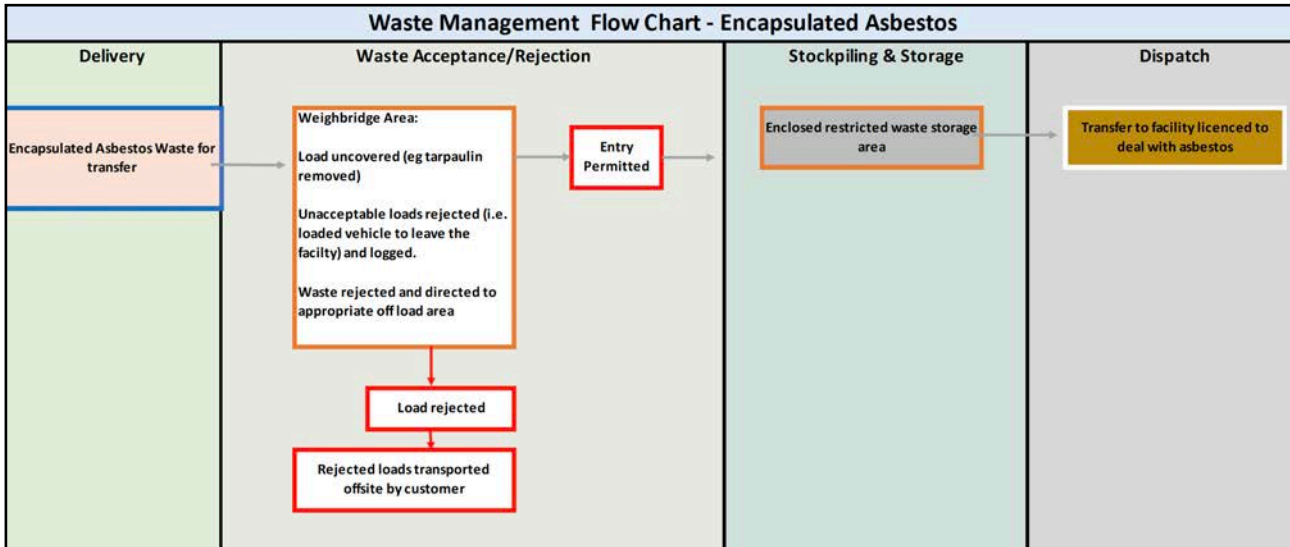 Waste Management Flow Chart - Encapsulated Asbestos
Delivery
Waste Acceptance/Rejection
Stockpiling & Storage
Dispatch
Encapsulated Asbestos Waste for
transfer
Weighbridge Area:
Load uncovered (eg tarpaulin
removed)
Unacceptable loads rejected (i.e.
loaded vehicle to leave the
facilty) and logged.
Waste rejected and directed to
appropriate off load area
Entry
Permitted
Load rejected
Rejected loads transported
offsite by customer
Enclosed restricted waste storage
area
Transfer to facility licenced to
deal with asbestos